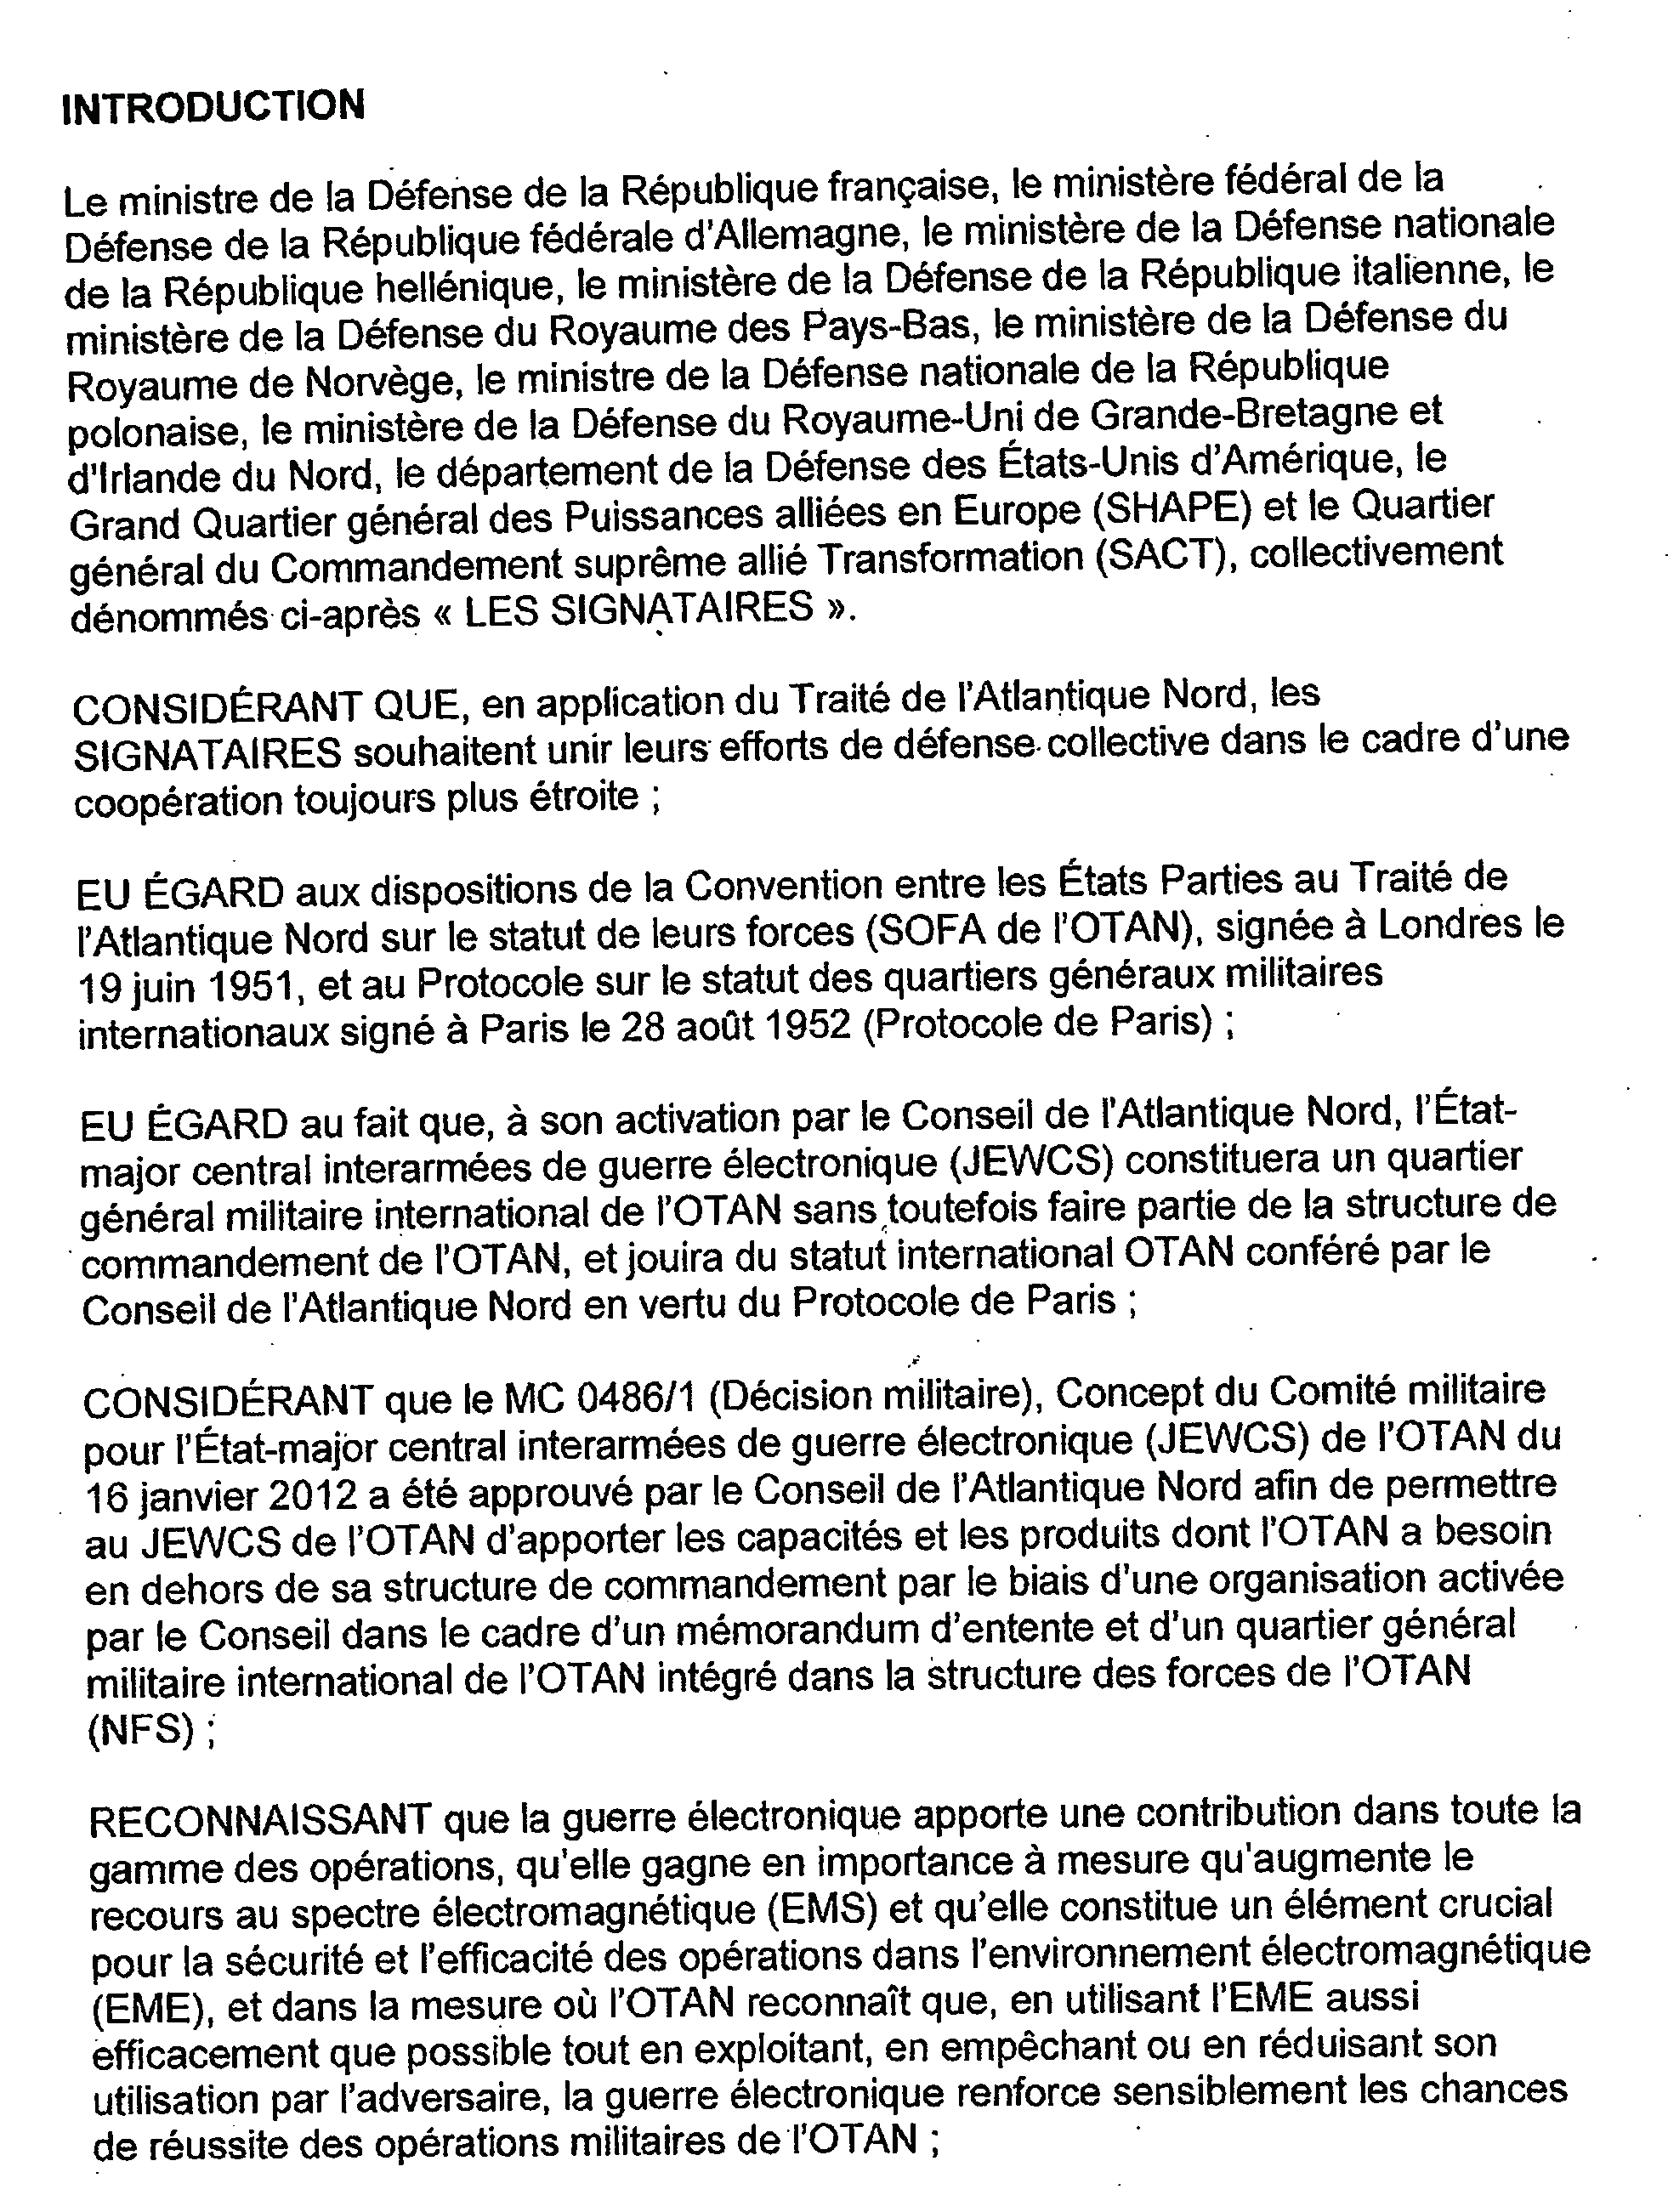 INTRODUCTION
Le ministre de la Défense de la République française, le ministère fédéral de la
Défense de la République fédérale d'Allemagne, le ministère de la Défense nationale
de la République hellénique, le ministère de la Défense de la République italienne, le
ministère de la Défense du Royaume des Pays-Bas, le ministère de la Défense du
Royaume de Norvège, le ministre de la Défense nationale de la République
polonaise, le ministère de la Défense du Royaume-Uni de Grande-Bretagne et
d'Irlande du Nord, le département de la Défense des États-Unis d'Amérique, le
Grand Quartier général des Puissances alliées en Europe (SHAPE) et le Quartier
général du Commandement suprême allié Transformation (SACT), collectivement
dénommés ci-après « LES SIGNATAIRES ».
CONSIDÉRANT QUE, en application du Traité de l'Atlantique Nord, les
SIGNATAIRES souhaitent unir leurs efforts de défense collective dans le cadre d'une
coopération toujours plus étroite ;
EU ÉGARD aux dispositions de la Convention entre les États Parties au Traité de
l'Atlantique Nord sur le statut de leurs forces (SOFA de l'OTAN), signée à Londres le
19 juin 1951, et au Protocole sur le statut des quartiers généraux militaires
internationaux signé à Paris le 28 août 1952 (Protocole de Paris) ;
EU ÉGARD au fait que, à son activation par le Conseil de l'Atlantique Nord, l'État-
major central interarmées de guerre électronique (JEWCS) constituera un quartier
général militaire international de l'OTAN sans toutefois faire partie de la structure de
commandement de l'OTAN, et jouira du statut international OTAN conféré par le
Conseil de l'Atlantique Nord en vertu du Protocole de Paris ;
CONSIDÉRANT que le MC 0486/1 (Décision militaire), Concept du Comité militaire
pour l'État-major central interarmées de guerre électronique (JEWCS) de l'OTAN du
16 janvier 2012 a été approuvé par le Conseil de l'Atlantique Nord afin de permettre
au JEWCS de l'OTAN d'apporter les capacités et les produits dont l'OTAN a besoin
en dehors de sa structure de commandement par le biais d'une organisation activée
par le Conseil dans le cadre d'un mémorandum d'entente et d'un quartier général
militaire international de l'OTAN intégré dans la structure des forces de l'OTAN
(NFS) ;
RECONNAISSANT que la guerre électronique apporte une contribution dans toute la
gamme des opérations, qu'elle gagne en importance à mesure qu'augmente le
recours au spectre électromagnétique (EMS) et qu'elle constitue un élément crucial
pour la sécurité et l'efficacité des opérations dans l'environnement électromagnétique
(EME), et dans la mesure où l'OTAN reconnaît que, en utilisant l'EME aussi
efficacement que possible tout en exploitant, en empêchant ou en réduisant son
utilisation par l'adversaire, la guerre électronique renforce sensiblement les chances
de réussite des opérations militaires de l'OTAN ;